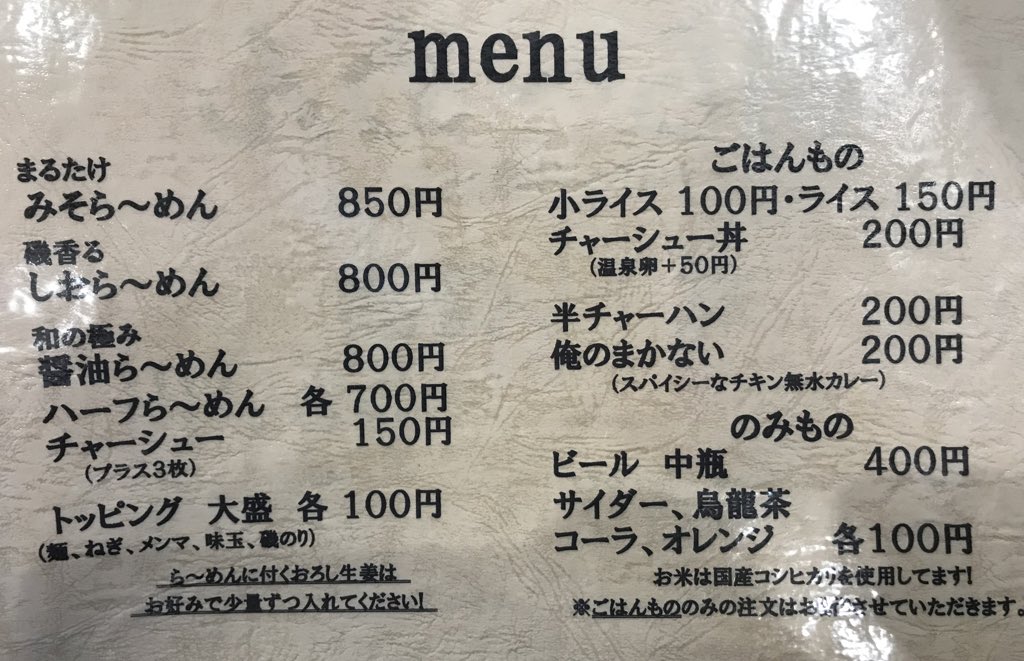 menu
まるたけ
みそら～めん 850円
磯香る
しおら～めん 800円
和の極み
醤油ら～めん 800円
ハーフら～めん 各 700円
チャーシュー 150円
(プラス3枚)
トッピング 大盛 各 100円
(麺、ねぎ、メンマ、味玉、磯のり)
ら～めんに付くおろし生姜は
お好みで少量ずつ入れてください!
ごはんもの
小ライス 100円・ライス 150円
チャーシュー丼 200円
(温泉卵＋50円)
半チャーハン 200円
俺のまかない 200円
(スパイシーなチキン無水カレー)
のみもの
ビール 中瓶 400円
サイダー、烏龍茶
コーラ、オレンジ 各100円
お米は国産コシヒカリを使用してます!
※ごはんもののみの注文はお させていただきます。